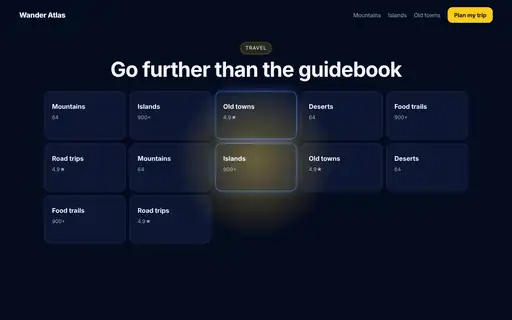 Wander Atlas
Mountains Islands Old towns Plan my trip
TRAVEL
Go further than the guidebook
Mountains
64
Islands
900+
Old towns
4.9★
Deserts
64
Food trails
900+
Road trips
4.9★
Mountains
64
Islands
900+
Old towns
4.9★
Deserts
64
Food trails
900+
Road trips
4.9★